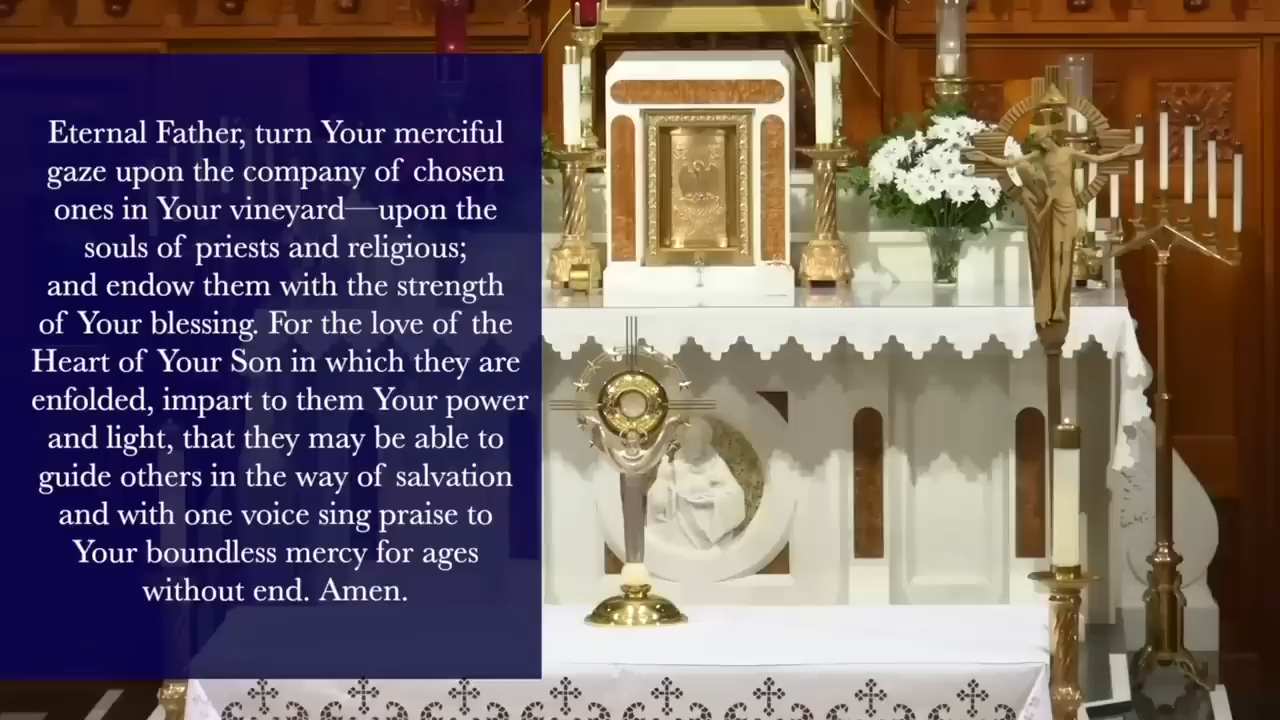 Eternal Father, turn Your merciful
gaze upon the company of chosen
ones in Your vineyard—upon the
souls of priests and religious;
and endow them with the strength
of Your blessing. For the love of the
Heart of Your Son in which they are
enfolded, impart to them Your power
and light, that they may be able to
guide others in the way of salvation
and with one voice sing praise to
Your boundless mercy for ages
without end. Amen.